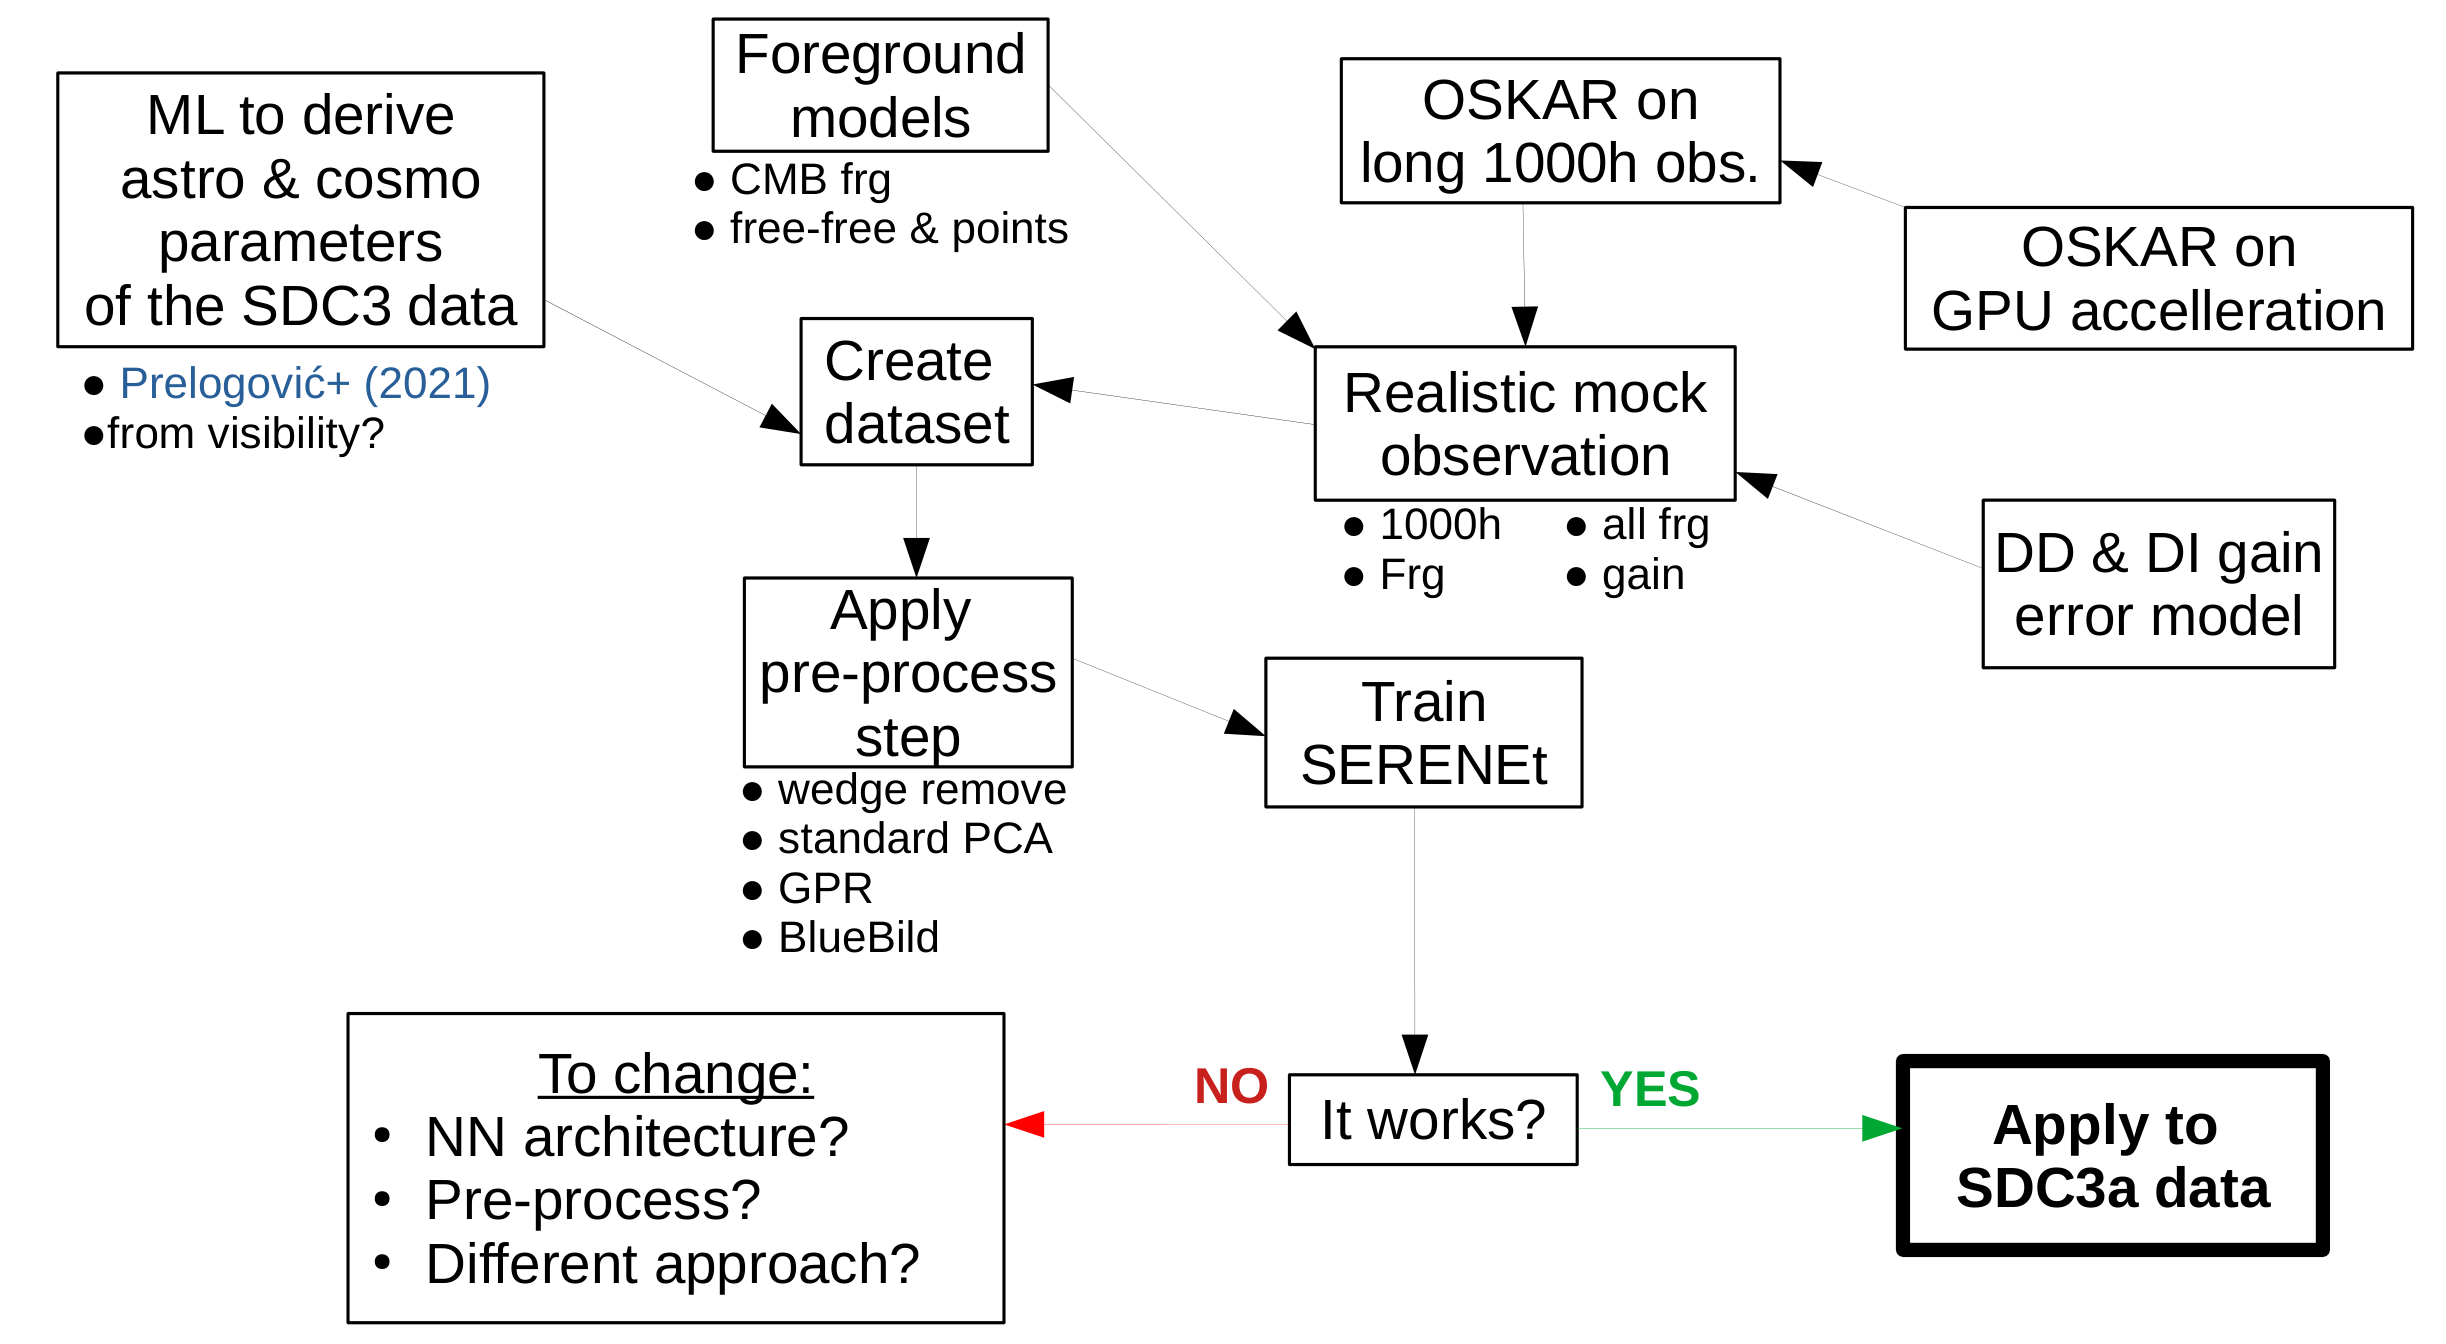 Foreground
models
● CMB frg
● free-free & points
ML to derive
astro & cosmo
parameters
of the SDC3 data
● Prelogović+ (2021)
●from visibility?
OSKAR on
long 1000h obs.
OSKAR on
GPU accelleration
Create
dataset
Realistic mock
observation
● 1000h
● Frg
● all frg
● gain
DD & DI gain
error model
Apply
pre-process
step
● wedge remove
● standard PCA
● GPR
● BlueBild
Train
SERENEt
It works?
NO
YES
To change:
• NN architecture?
• Pre-process?
• Different approach?
Apply to
SDC3a data